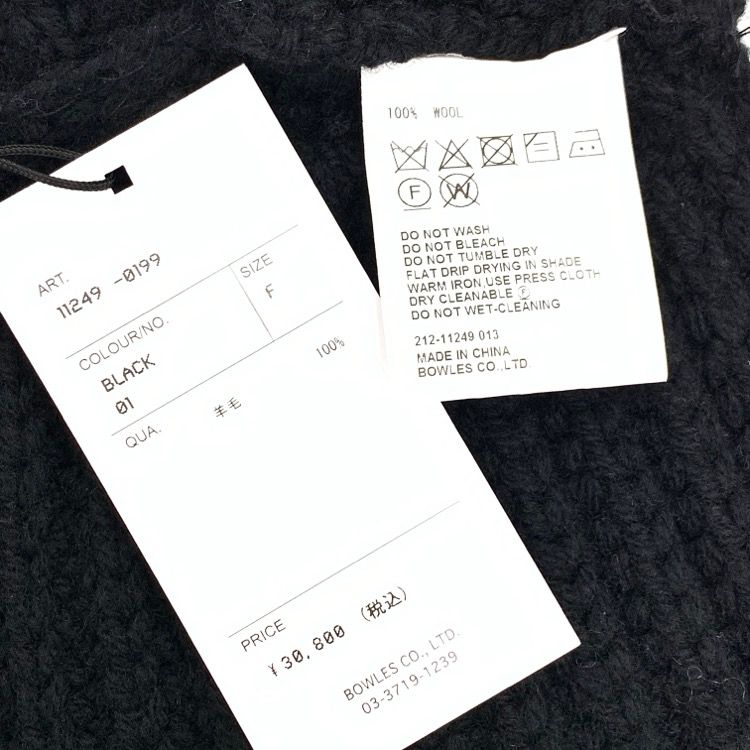 ART.
11249 -0199
COLOUR/NO.
SIZE
BLACK
F
01
QUA.
羊毛
100%
PRICE
¥30,800 (税込)
BOWLES CO., LTD.
03-3719-1239
100% WOOL
F W
DO NOT WASH
DO NOT BLEACH
DO NOT TUMBLE DRY
FLAT DRIP DRYING IN SHADE
WARM IRON,USE PRESS CLOTH
DRY CLEANABLE Ⓕ
DO NOT WET-CLEANING
212-11249 013
MADE IN CHINA
BOWLES CO.,LTD.